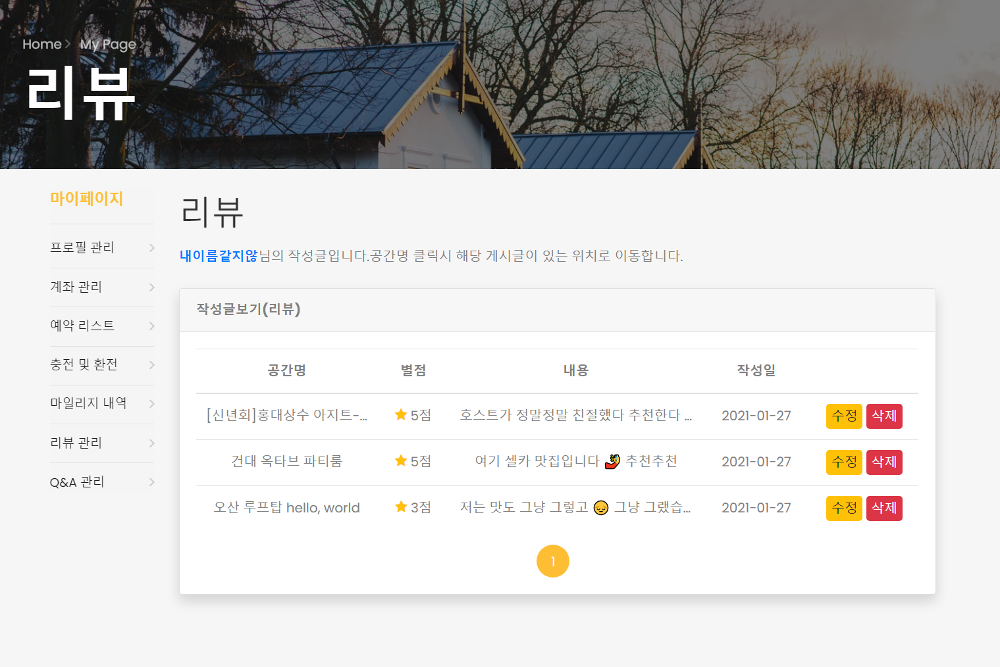 Home My Page
리뷰
마이페이지
프로필 관리
계좌 관리
예약 리스트
충전 및 환전
마일리지 내역
리뷰 관리
Q&A 관리
리뷰
내이름같지않님의 작성글입니다.공간명 클릭시 해당 게시글이 있는 위치로 이동합니다.
작성글보기(리뷰)
공간명 별점 내용 작성일
[신년회]홍대상수 아지트-... 5점 호스트가 정말정말 친절했다 추천한다 ... 2021-01-27 수정 삭제
건대 옥타브 파티룸 5점 여기 셀카 맛집입니다 🤳 추천추천 2021-01-27 수정 삭제
오산 루프탑 hello, world 3점 저는 맛도 그냥 그렇고 😔 그냥 그랬습... 2021-01-27 수정 삭제
1